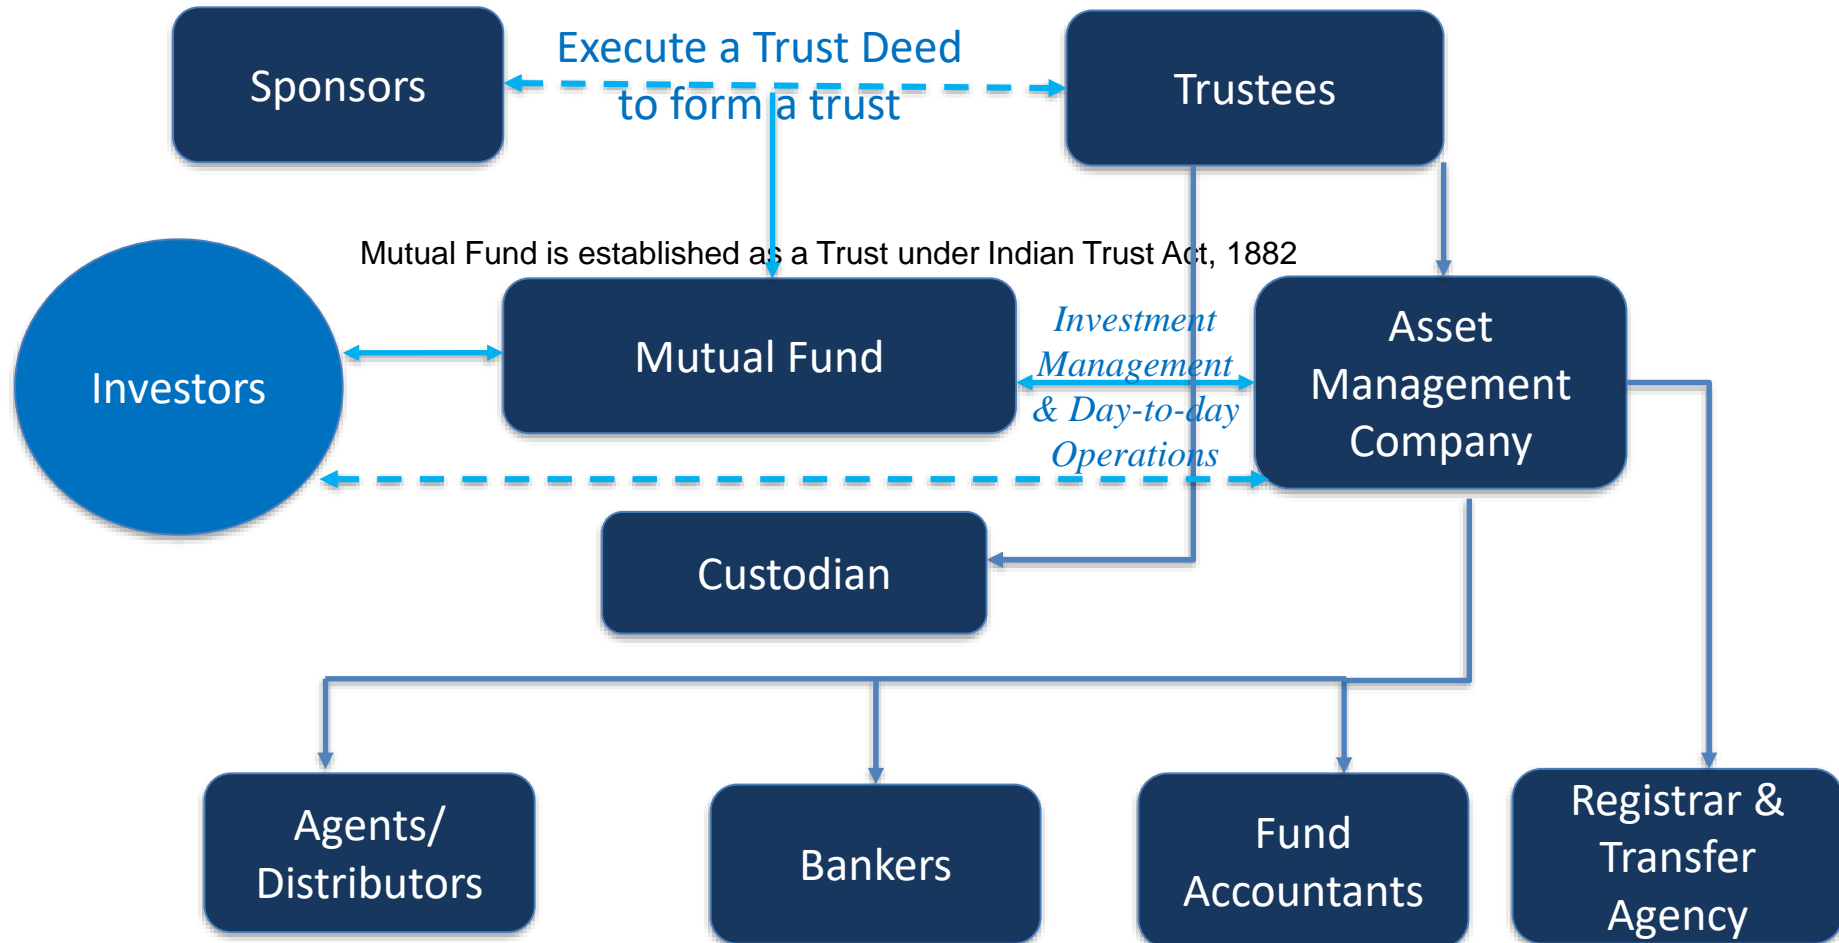 Sponsors
Execute a Trust Deed
to form a trust
Trustees
Mutual Fund is established as a Trust under Indian Trust Act, 1882
Investors
Mutual Fund
Investment
Management
& Day-to-day
Operations
Asset
Management
Company
Custodian
Agents/
Distributors
Bankers
Fund
Accountants
Registrar &
Transfer
Agency